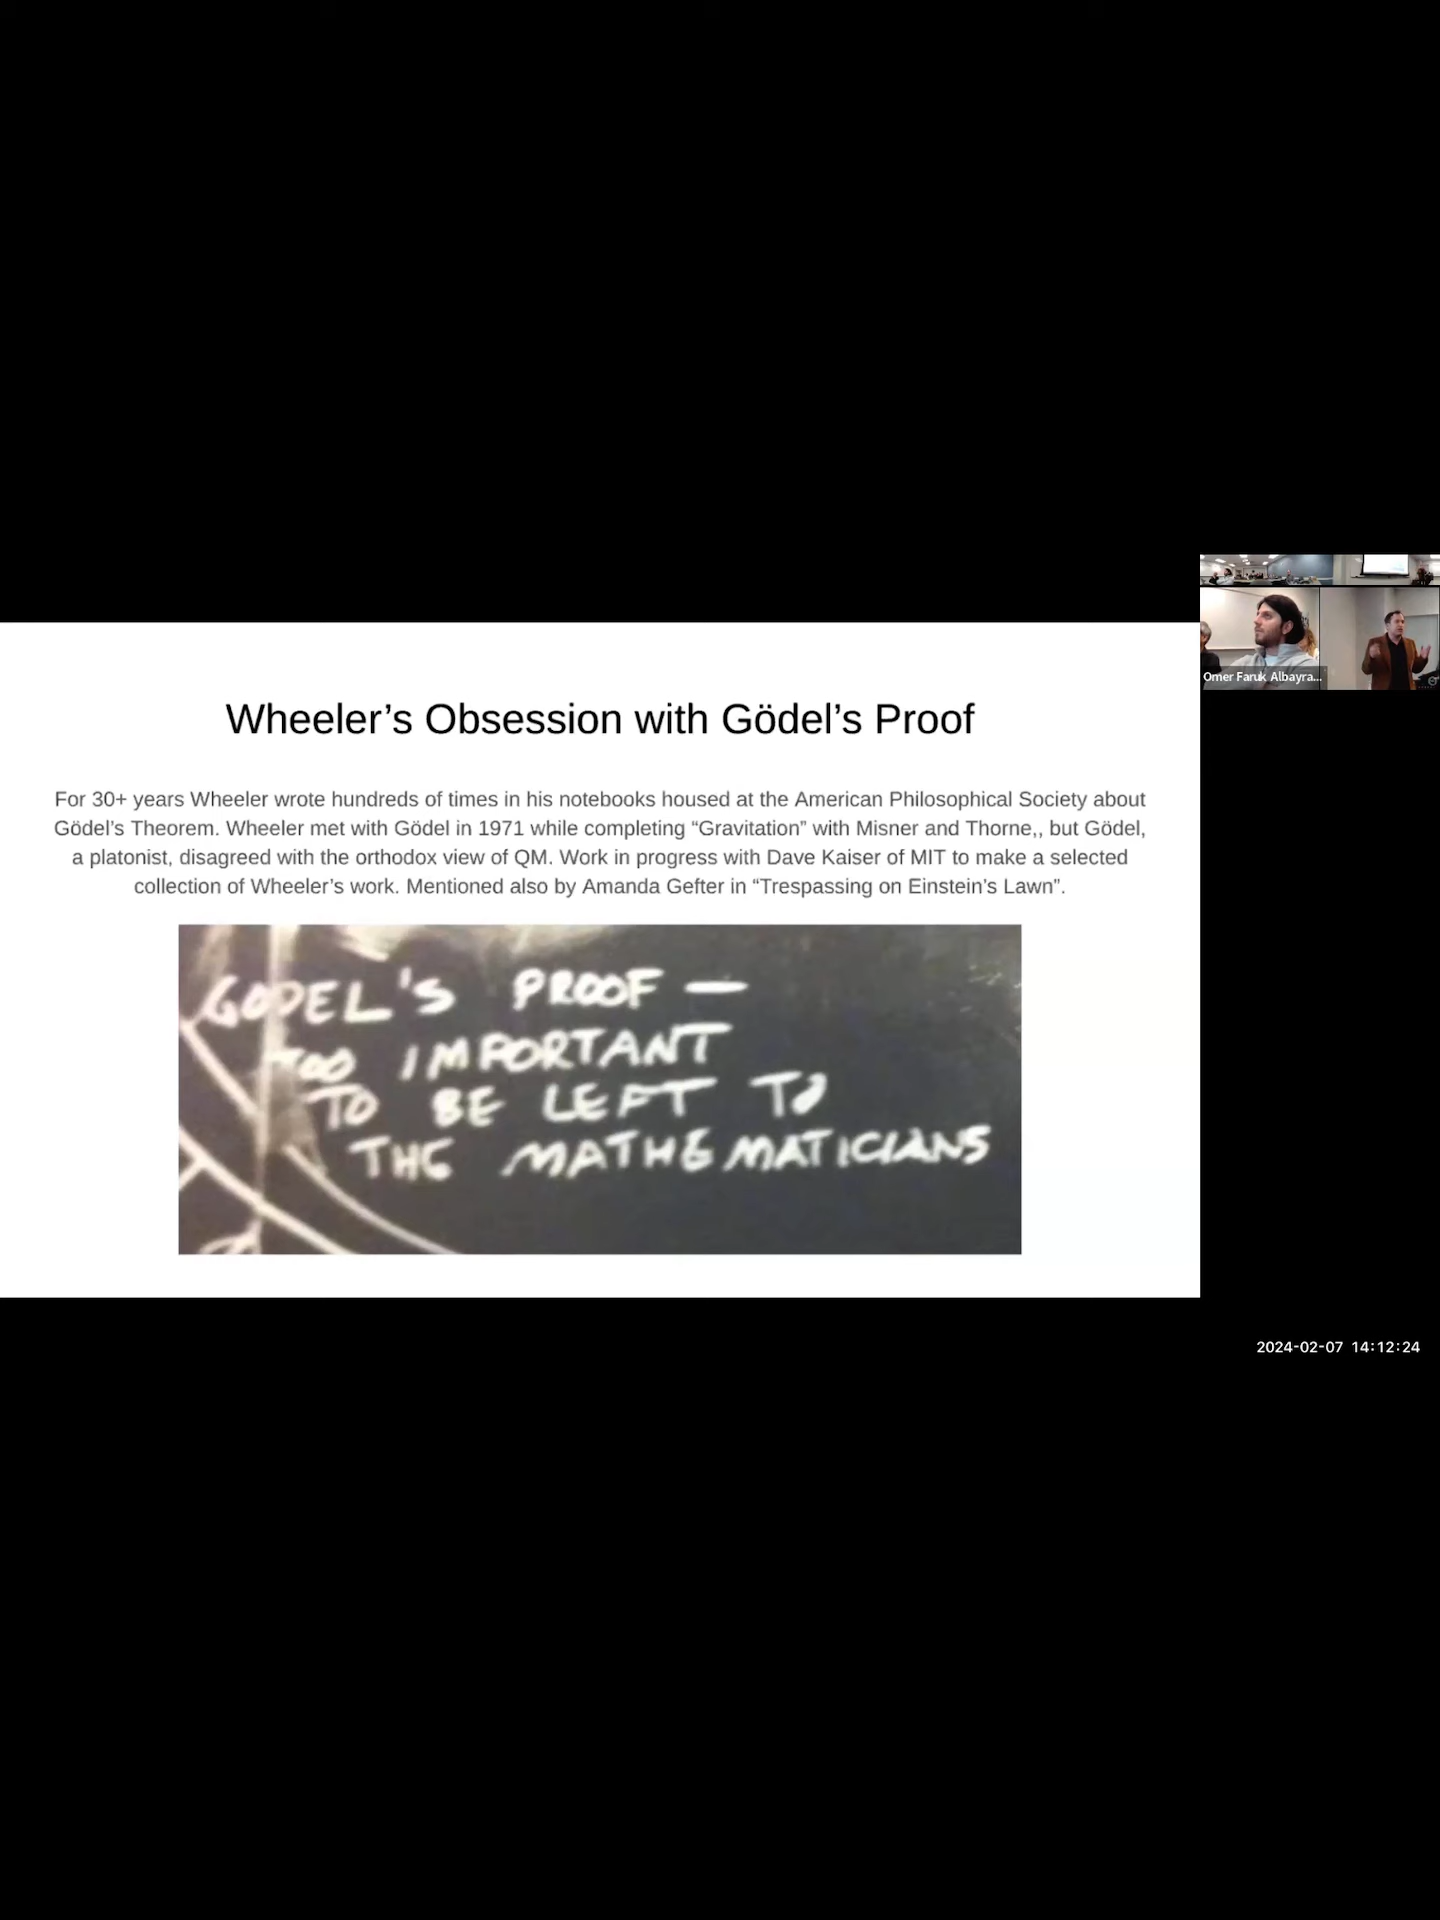 Omer Faruk Albayra...
Wheeler’s Obsession with Gödel’s Proof
For 30+ years Wheeler wrote hundreds of times in his notebooks housed at the American Philosophical Society about
Gödel’s Theorem. Wheeler met with Gödel in 1971 while completing “Gravitation” with Misner and Thorne,, but Gödel,
a platonist, disagreed with the orthodox view of QM. Work in progress with Dave Kaiser of MIT to make a selected
collection of Wheeler’s work. Mentioned also by Amanda Gefter in “Trespassing on Einstein’s Lawn”.
GODEL'S PROOF —
TOO IMPORTANT
TO BE LEFT TO
THE MATHEMATICIANS
2024-02-07 14:12:24